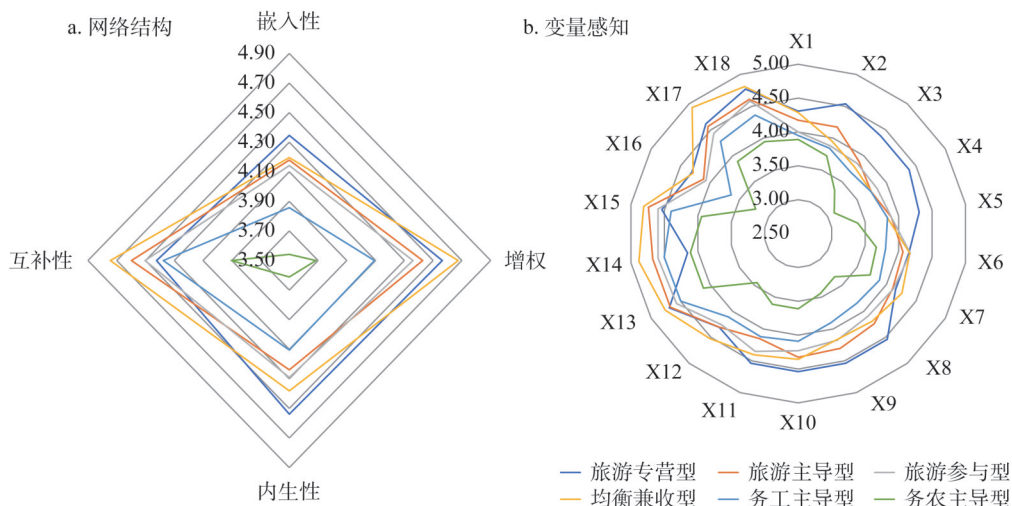 a. 网络结构
嵌入性
4.90
4.70
4.50
4.30
4.10
3.90
3.70
3.50
互补性
增权
内生性
b. 变量感知
X1
X2
X3
X4
X5
X6
X7
X8
X9
X10
X11
X12
X13
X14
X15
X16
X17
X18
5.00
4.50
4.00
3.50
3.00
2.50
旅游专营型 旅游主导型 旅游参与型
均衡兼收型 务工主导型 务农主导型